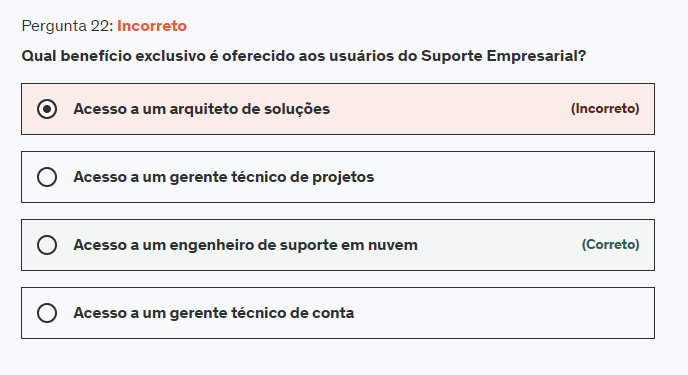 Pergunta 22: Incorreto
Qual benefício exclusivo é oferecido aos usuários do Suporte Empresarial?
Acesso a um arquiteto de soluções (Incorreto)
Acesso a um gerente técnico de projetos
Acesso a um engenheiro de suporte em nuvem (Correto)
Acesso a um gerente técnico de conta